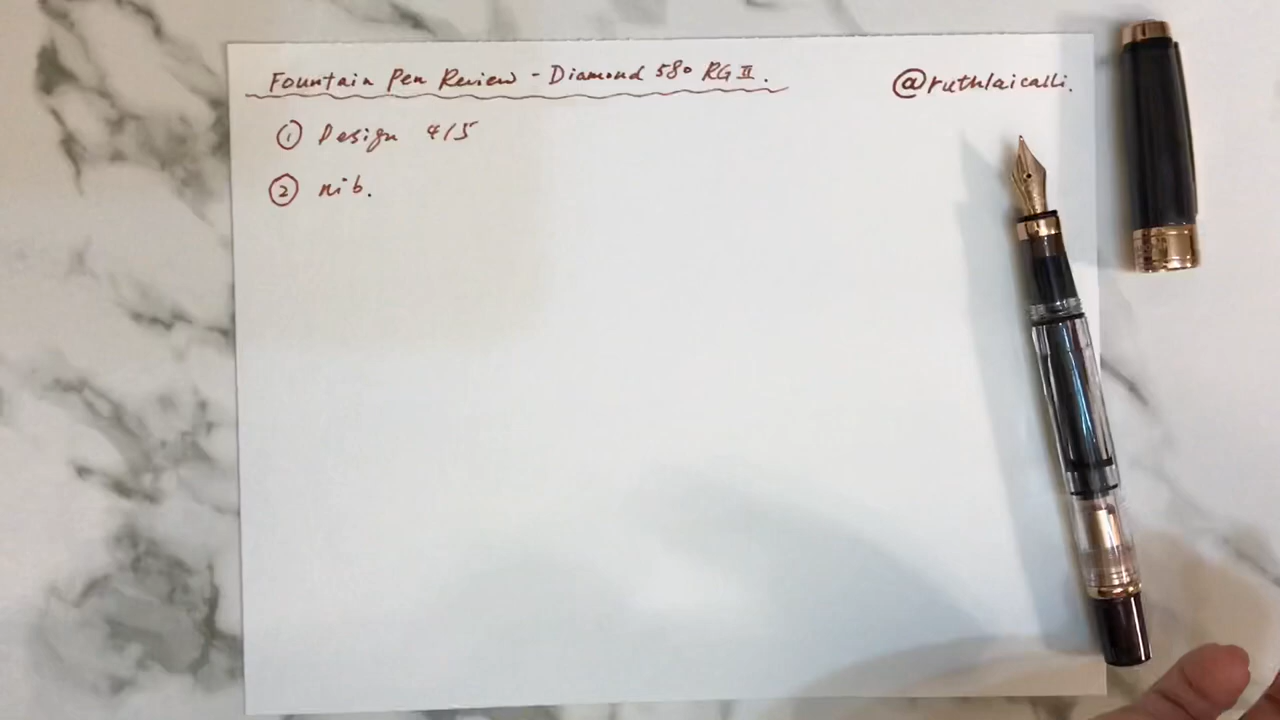 Fountain Pen Review - Diamond 580 RG II.
@ruthlaicalli.
① Design 4/5
② nib.